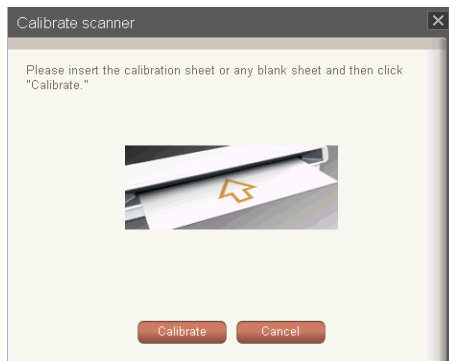 Calibrate scanner
Please insert the calibration sheet or any blank sheet and then click
"Calibrate."
Calibrate
Cancel